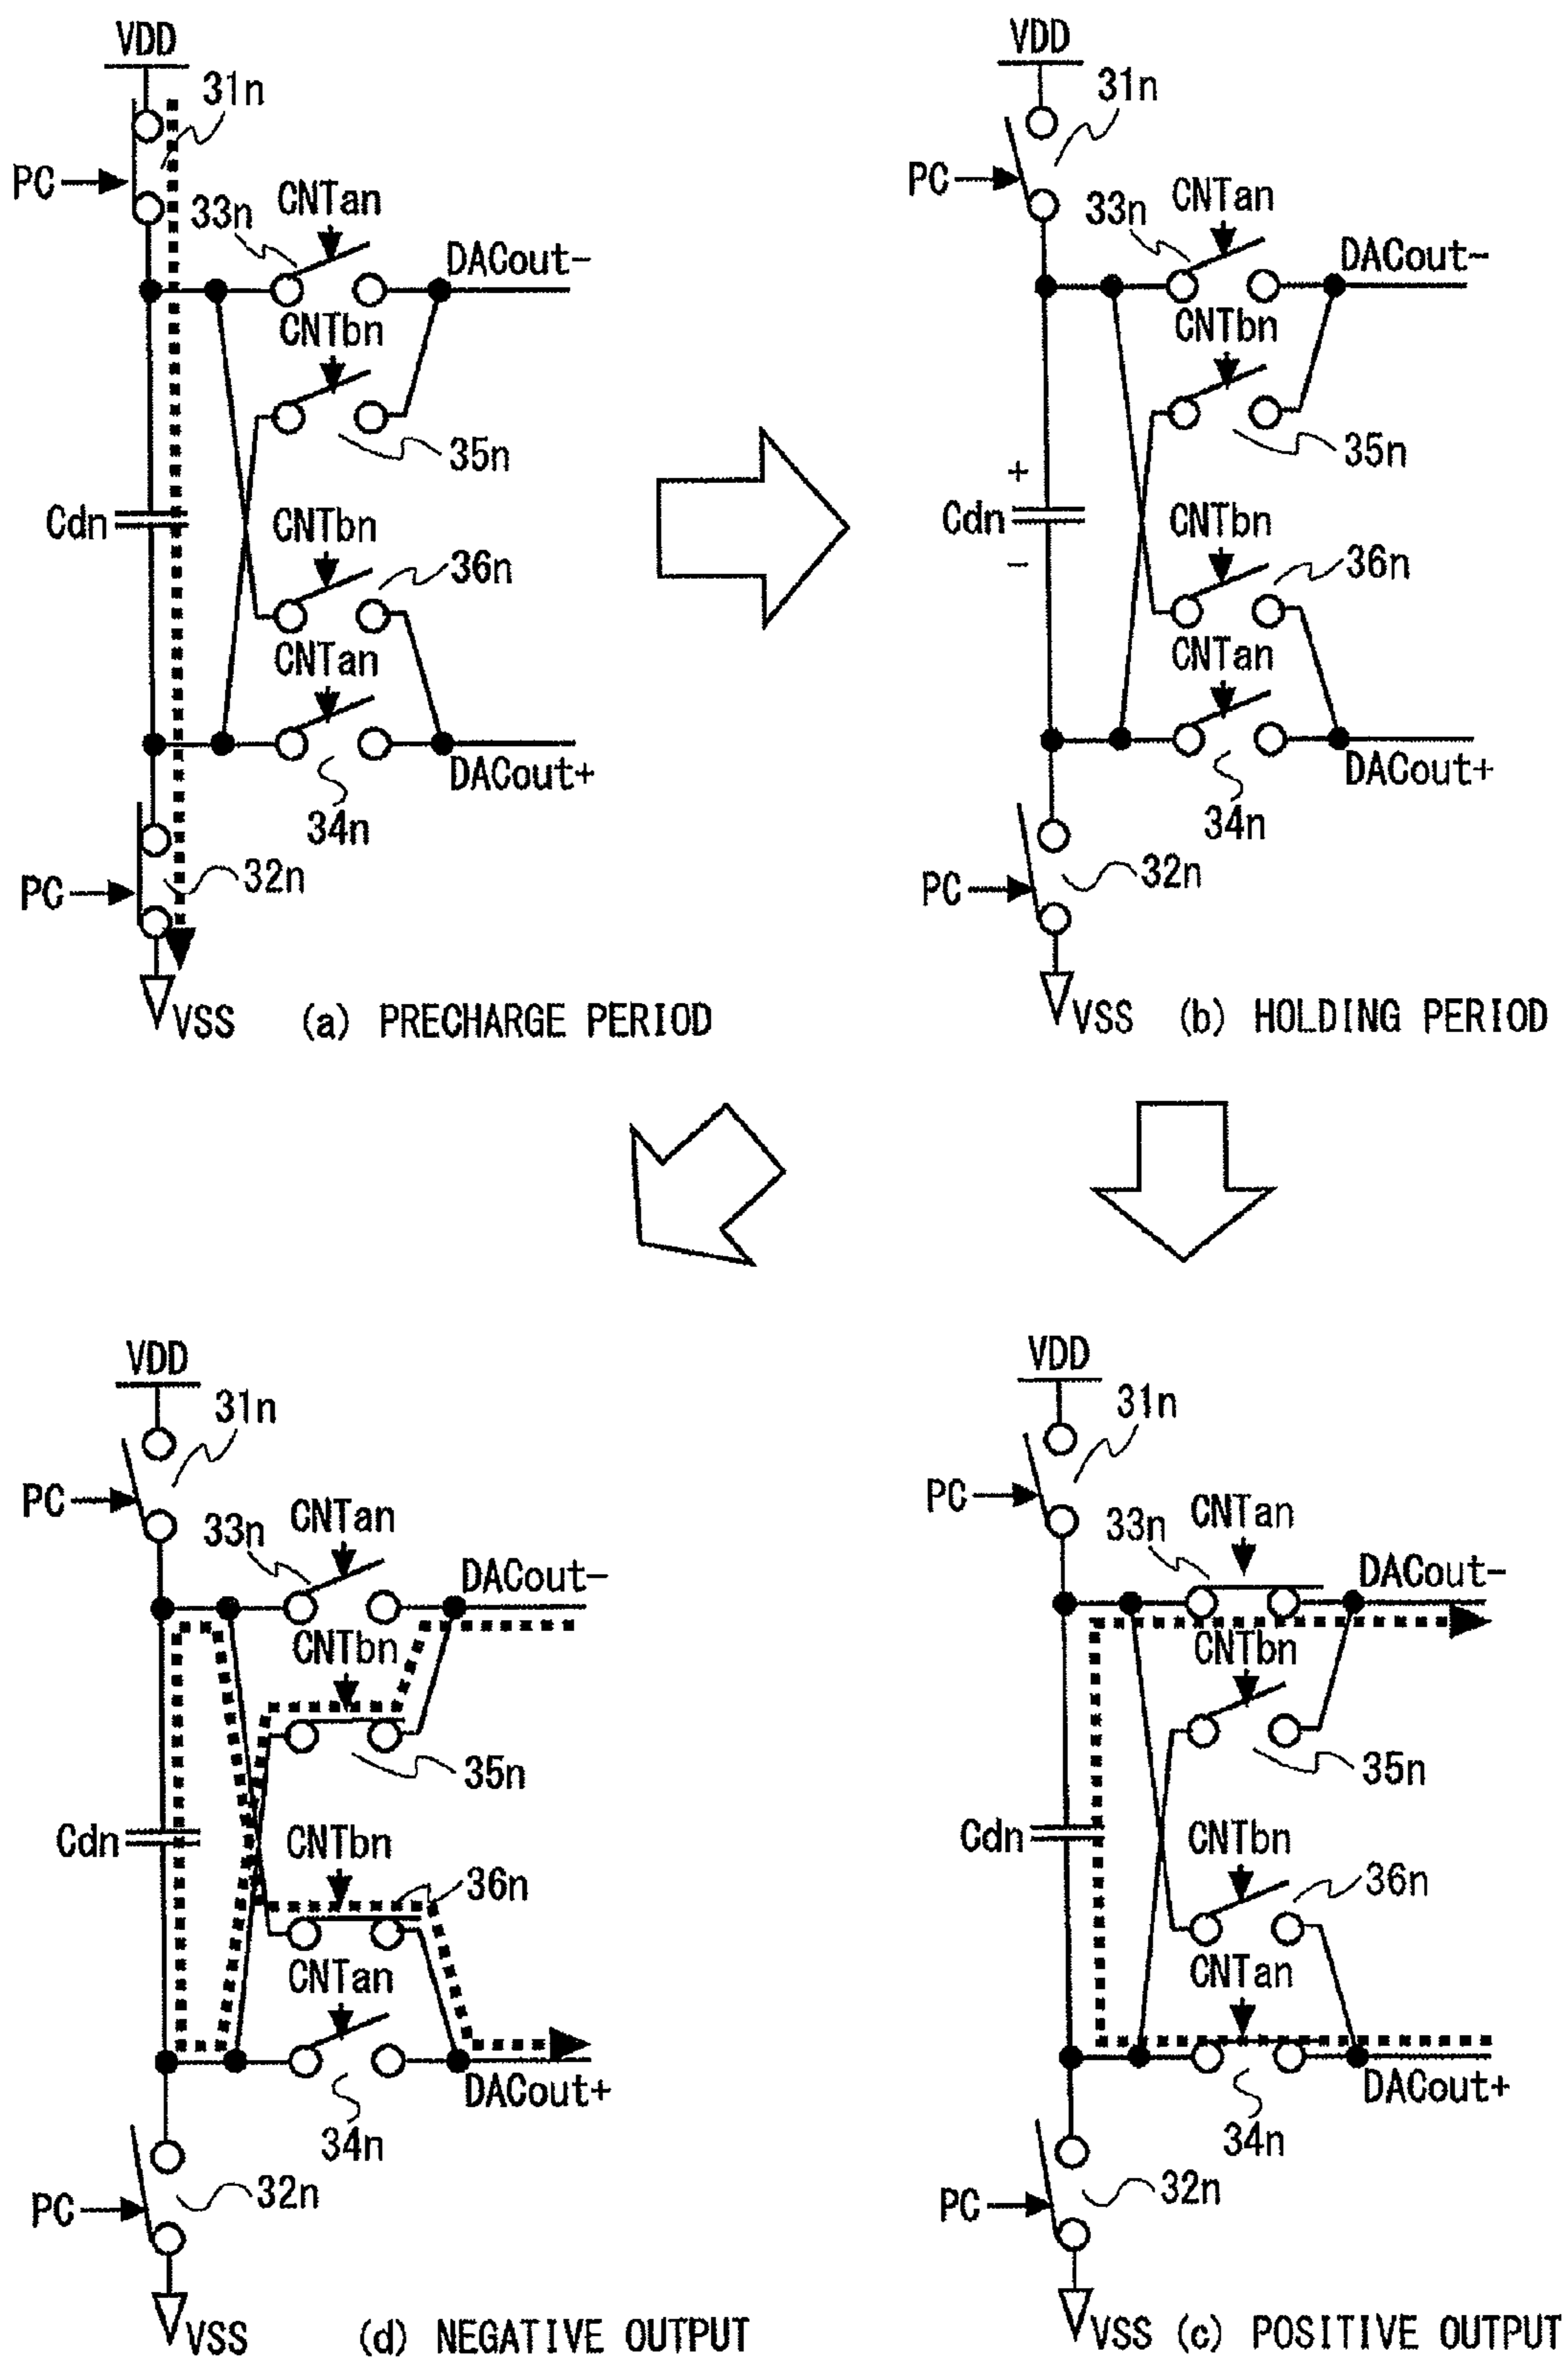 VDD
31n
PC
CNTan
33n
DACout-
CNTbn
35n
Cdn
CNTbn
36n
CNTan
DACout+
34n
PC
32n
VSS
(a) PRECHARGE PERIOD
VDD
31n
PC
CNTan
33n
DACout-
CNTbn
35n
+
Cdn
-
CNTbn
36n
CNTan
DACout+
34n
PC
32n
VSS
(b) HOLDING PERIOD
VDD
31n
PC
CNTan
33n
DACout-
CNTbn
35n
Cdn
CNTbn
36n
CNTan
DACout+
34n
PC
32n
VSS
(d) NEGATIVE OUTPUT
VDD
31n
PC
CNTan
33n
DACout-
CNTbn
35n
Cdn
CNTbn
36n
CNTan
DACout+
34n
PC
32n
VSS
(c) POSITIVE OUTPUT